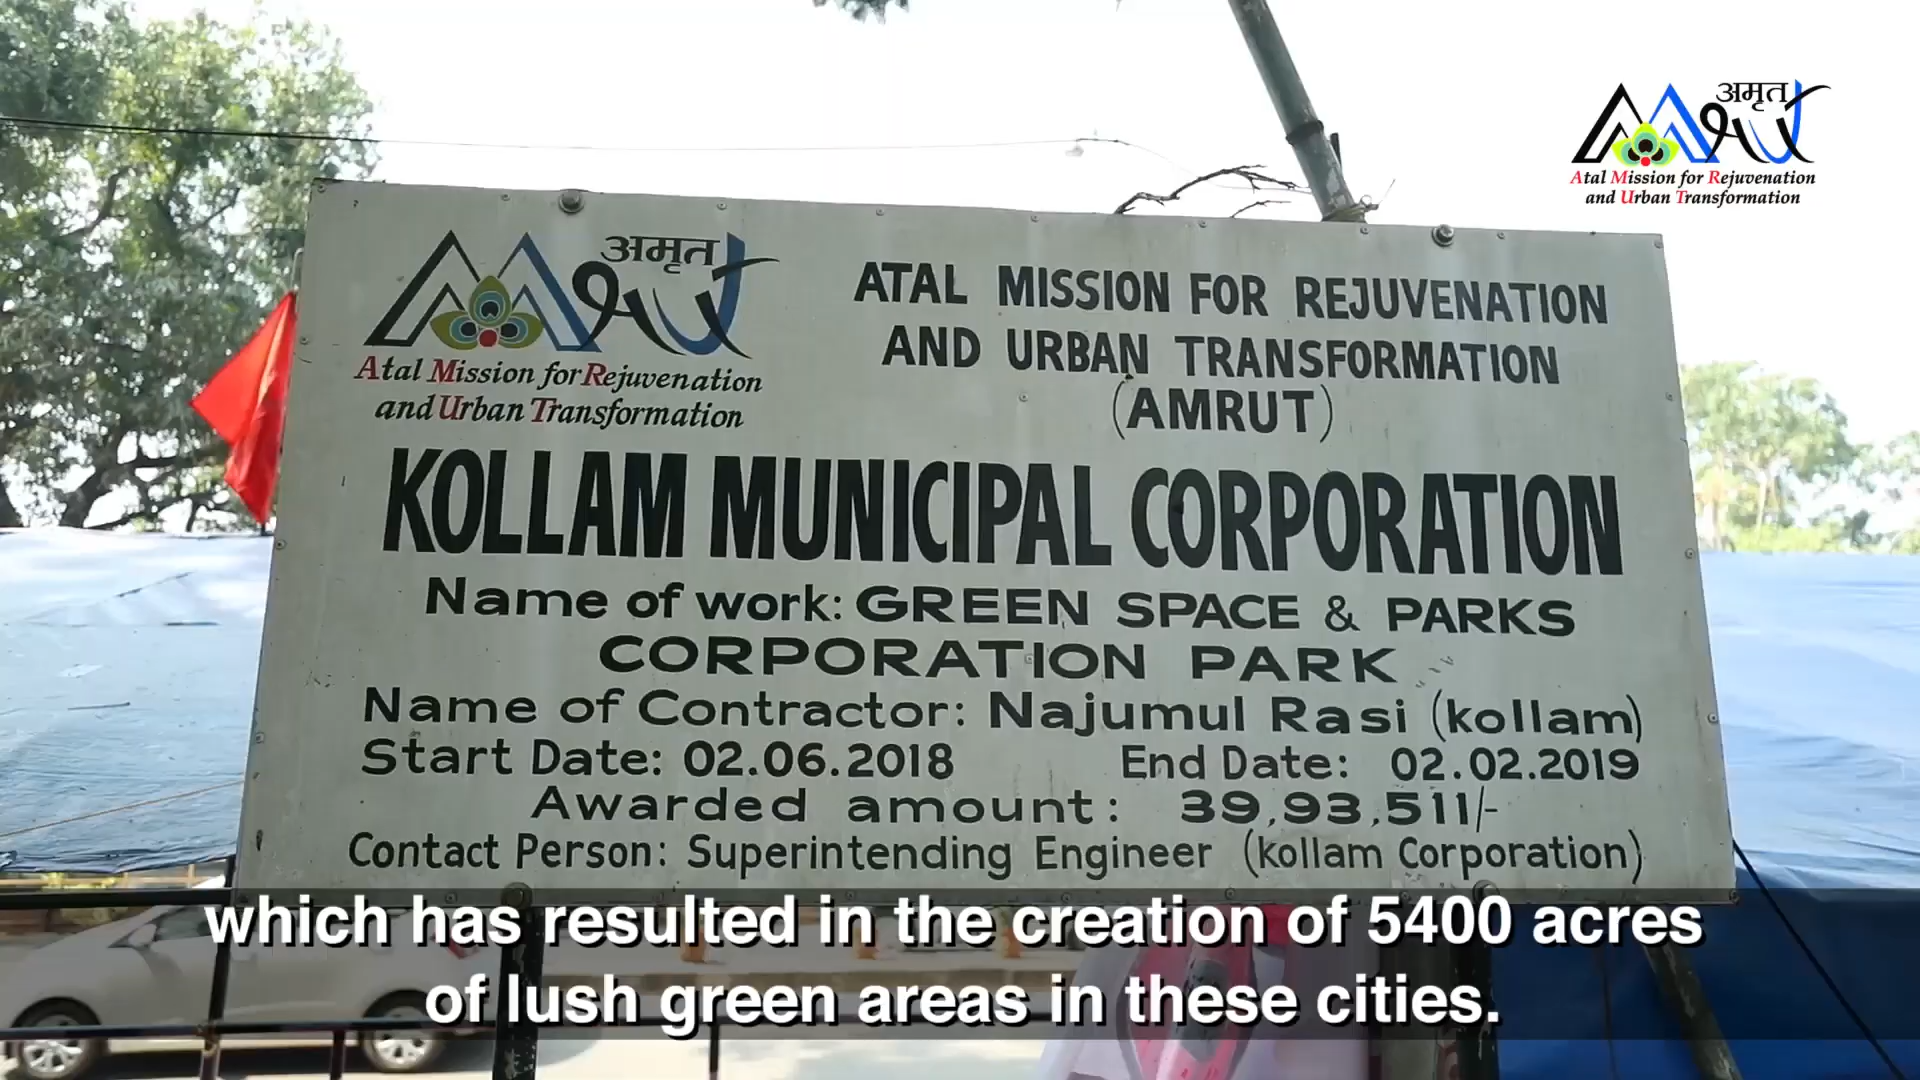 अमृत
Atal Mission for Rejuvenation
and Urban Transformation
अमृत
Atal Mission for Rejuvenation
and Urban Transformation
ATAL MISSION FOR REJUVENATION
AND URBAN TRANSFORMATION
(AMRUT)
KOLLAM MUNICIPAL CORPORATION
Name of work: GREEN SPACE & PARKS
CORPORATION PARK
Name of Contractor: Najumul Rasi (kollam)
Start Date: 02.06.2018 End Date: 02.02.2019
Awarded amount: 39,93,511/-
Contact Person: Superintending Engineer (kollam Corporation)
which has resulted in the creation of 5400 acres
of lush green areas in these cities.